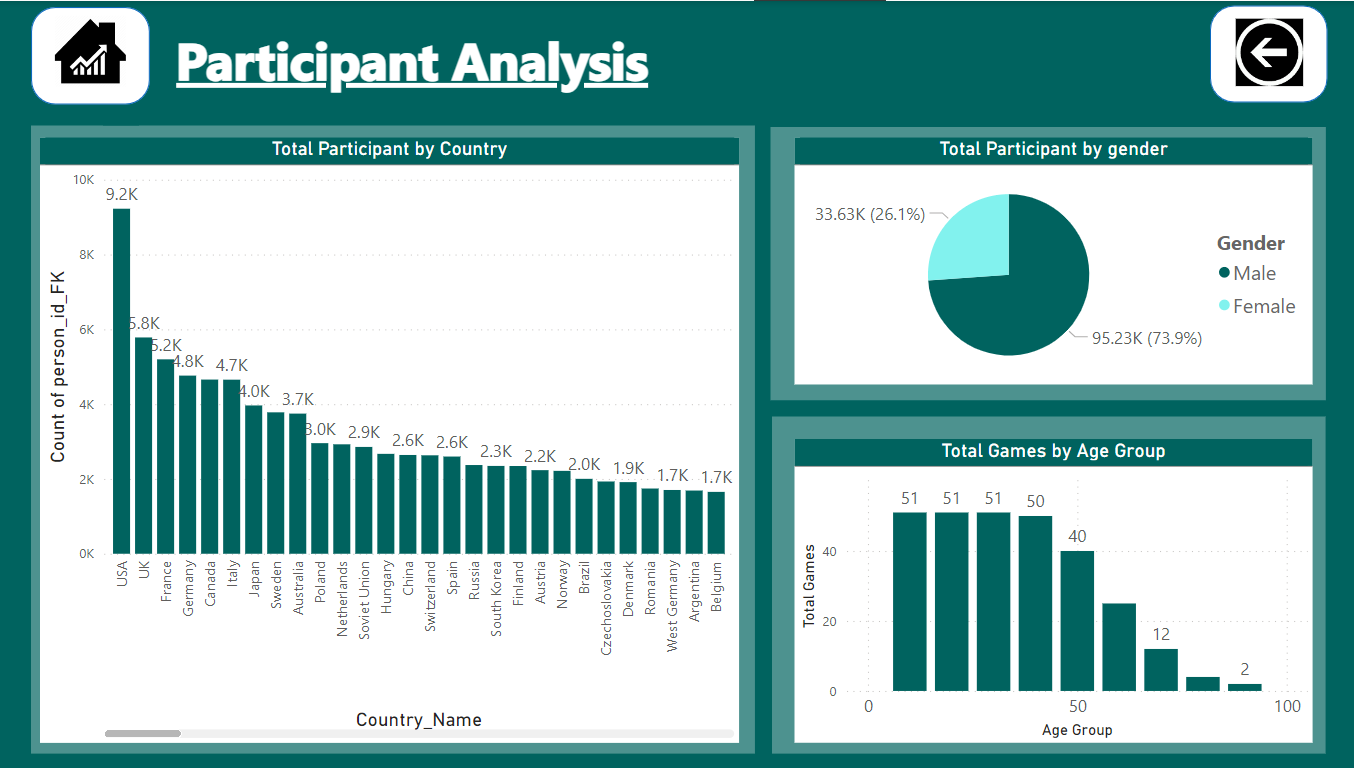 Participant Analysis
Total Participant by Country
Count of person_id_FK
10K
8K
6K
4K
2K
0K
9.2K
5.8K
5.2K
4.8K
4.7K
4.0K
3.7K
3.0K
2.9K
2.6K
2.6K
2.3K
2.2K
2.0K
1.9K
1.7K
1.7K
USA
UK
France
Germany
Canada
Italy
Japan
Sweden
Australia
Poland
Netherlands
Soviet Union
Hungary
China
Switzerland
Spain
Russia
South Korea
Finland
Austria
Norway
Brazil
Czechoslovakia
Denmark
Romania
West Germany
Argentina
Belgium
Country_Name
Total Participant by gender
33.63K (26.1%)
95.23K (73.9%)
Gender
Male
Female
Total Games by Age Group
Total Games
40
20
0
51
51
51
50
40
12
2
0
50
100
Age Group